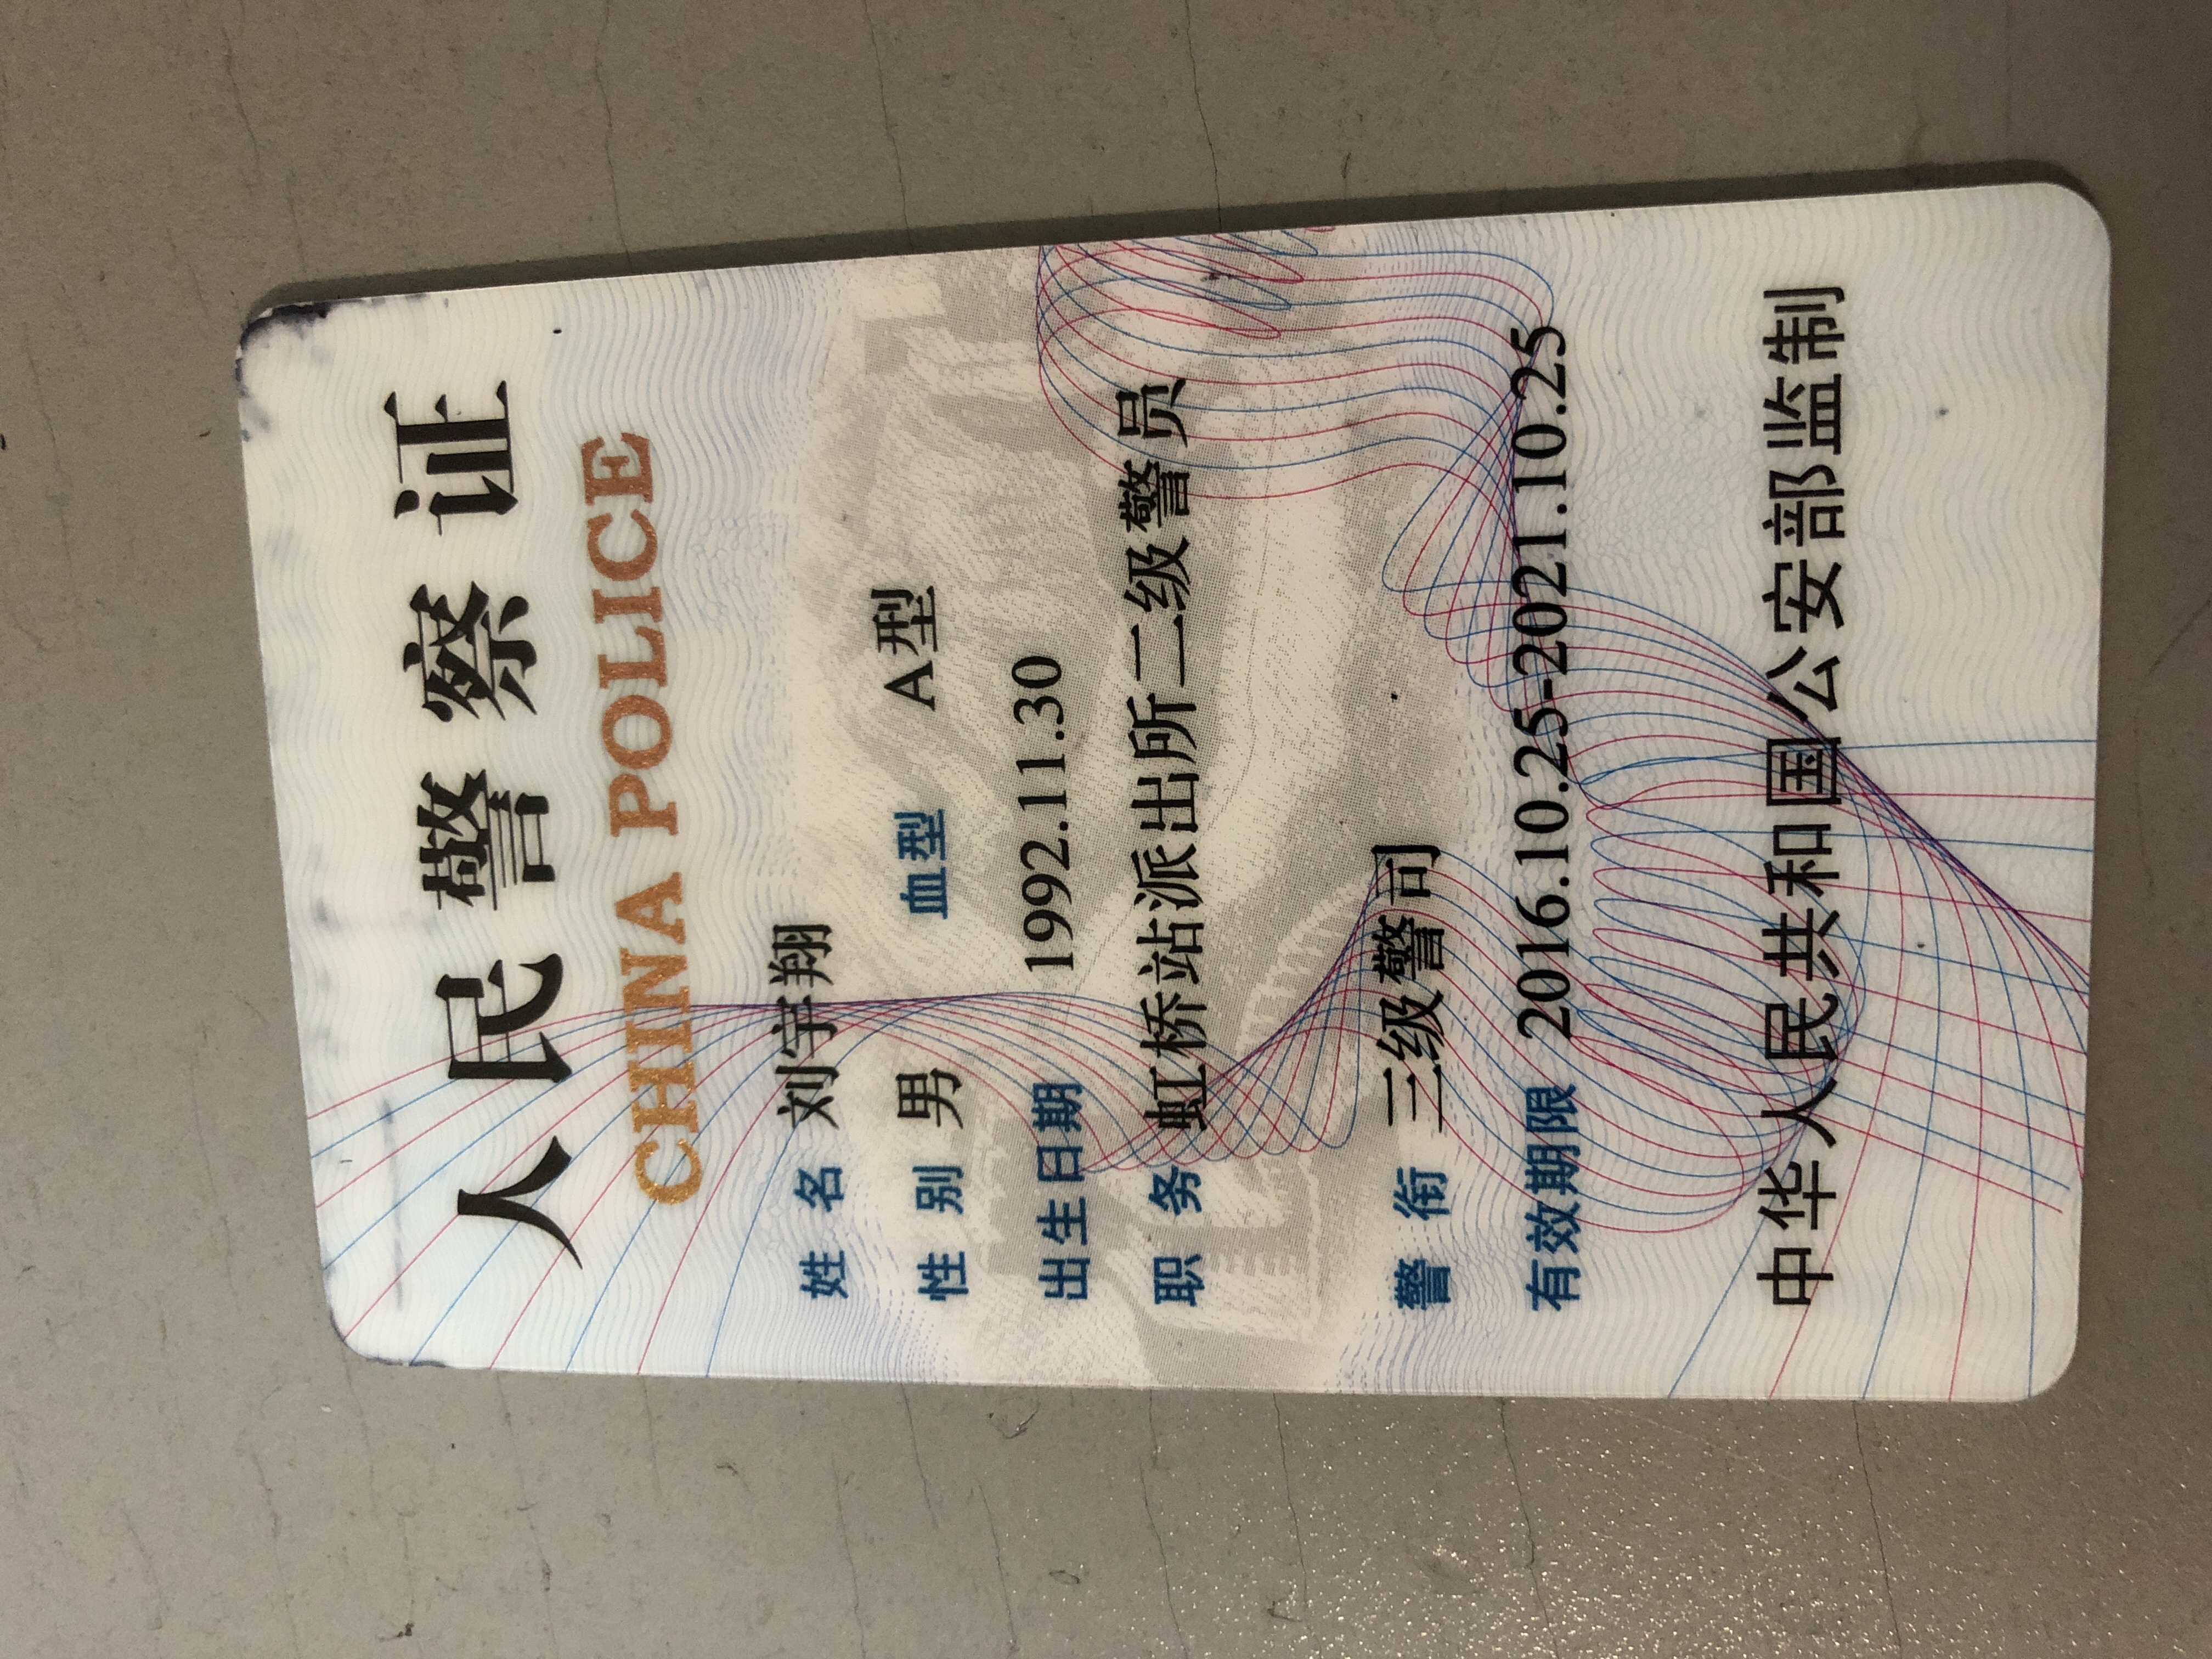 人民警察证
CHINA POLICE
姓 名 刘宇翔
性 别 男 血型 A型
出生日期 1992.11.30
职 务 虹桥站派出所二级警员
警 衔 三级警司
有效期限 2016.10.25-2021.10.25
中华人民共和国公安部监制